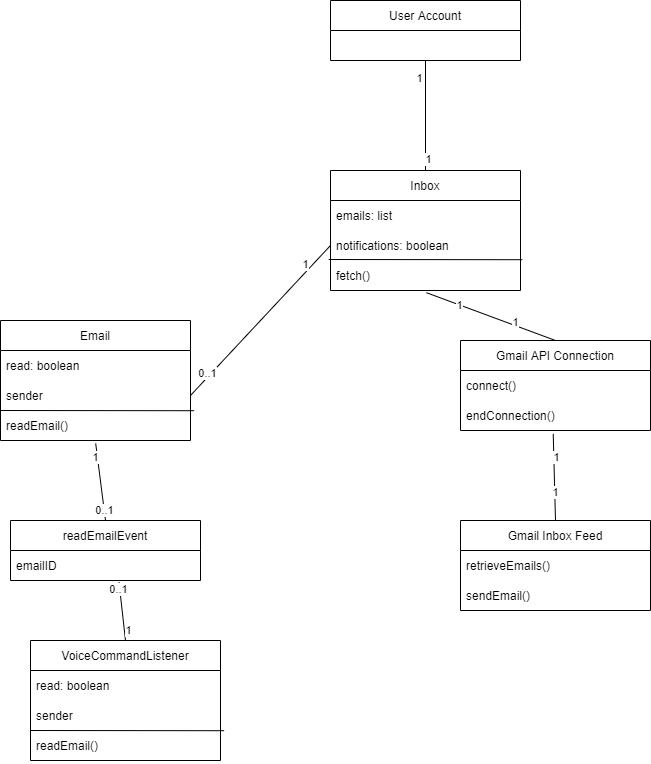 User Account
1
1
Inbox
emails: list
notifications: boolean
fetch()
1
0..1
1
1
Email
read: boolean
sender
readEmail()
Gmail API Connection
connect()
endConnection()
1
0..1
1
1
readEmailEvent
emailID
Gmail Inbox Feed
retrieveEmails()
sendEmail()
0..1
1
VoiceCommandListener
read: boolean
sender
readEmail()